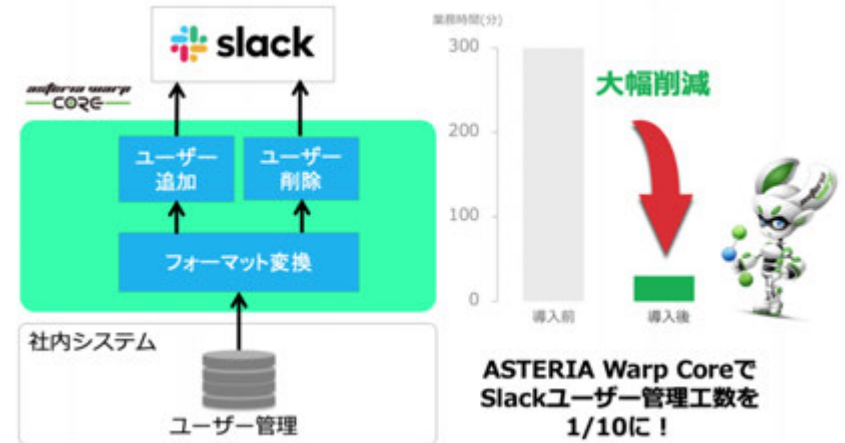 slack
asteria warp
CORE
ユーザー
追加
ユーザー
削除
フォーマット変換
社内システム
ユーザー管理
業務時間(分)
300
200
100
0
大幅削減
導入前
導入後
ASTERIA Warp Coreで
Slackユーザー管理工数を
1/10に！